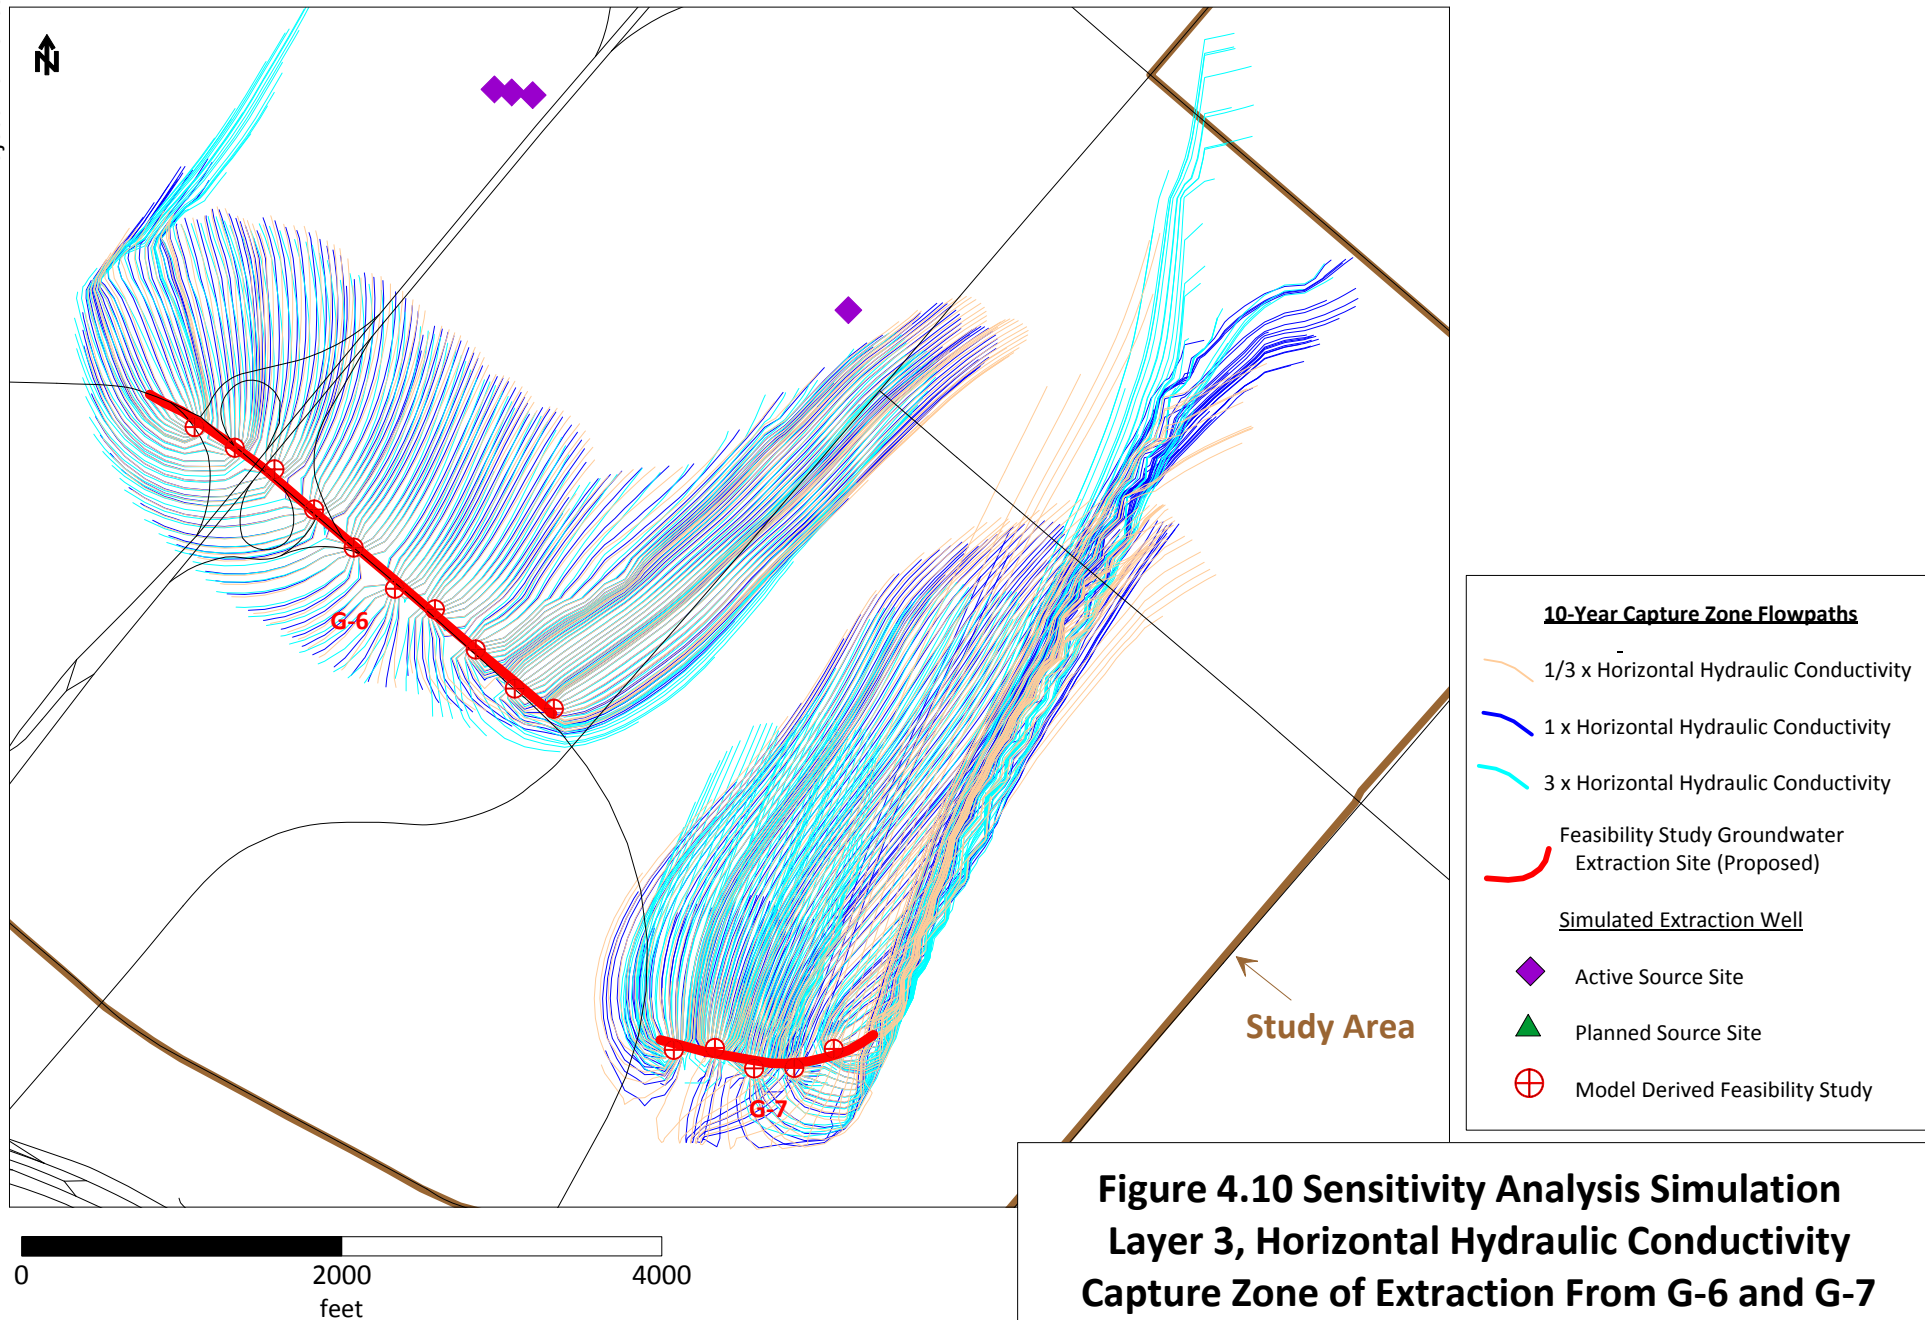 N
G-6
G-7
Study Area
10-Year Capture Zone Flowpaths
1/3 x Horizontal Hydraulic Conductivity
1 x Horizontal Hydraulic Conductivity
3 x Horizontal Hydraulic Conductivity
Feasibility Study Groundwater
Extraction Site (Proposed)
Simulated Extraction Well
Active Source Site
Planned Source Site
Model Derived Feasibility Study
0
2000
4000
feet
Figure 4.10 Sensitivity Analysis Simulation
Layer 3, Horizontal Hydraulic Conductivity
Capture Zone of Extraction From G-6 and G-7